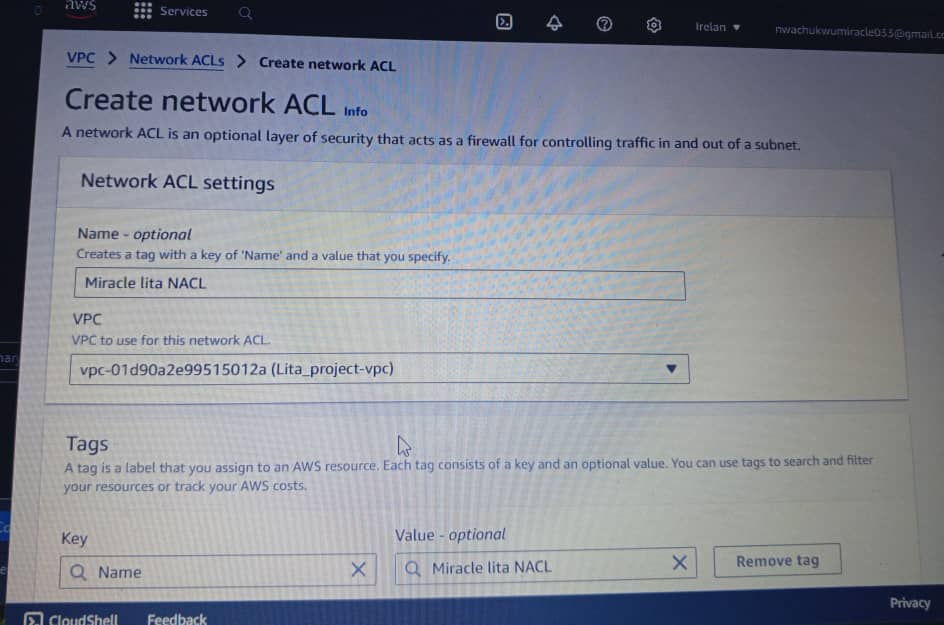 aws
Services
Irelan
VPC > Network ACLs > Create network ACL
Create network ACL Info
A network ACL is an optional layer of security that acts as a firewall for controlling traffic in and out of a subnet.
Network ACL settings
Name - optional
Creates a tag with a key of 'Name' and a value that you specify.
Miracle lita NACL
VPC
VPC to use for this network ACL.
vpc-01d90a2e99515012a (Lita_project-vpc)
Tags
A tag is a label that you assign to an AWS resource. Each tag consists of a key and an optional value. You can use tags to search and filter
your resources or track your AWS costs.
Key
Value - optional
Name
Miracle lita NACL
Remove tag
Privacy
CloudShell
Feedback